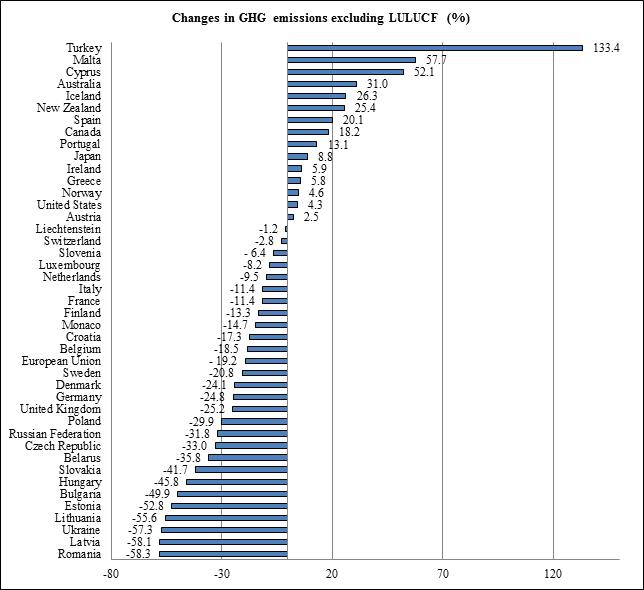 Changes in GHG emissions excluding LULUCF (%)
Turkey 133.4
Malta 57.7
Cyprus 52.1
Australia 31.0
Iceland 26.3
New Zealand 25.4
Spain 20.1
Canada 18.2
Portugal 13.1
Japan 8.8
Ireland 5.9
Greece 5.8
Norway 4.6
United States 4.3
Austria 2.5
Liechtenstein -1.2
Switzerland -2.8
Slovenia - 6.4
Luxembourg -8.2
Netherlands -9.5
Italy -11.4
France -11.4
Finland -13.3
Monaco -14.7
Croatia -17.3
Belgium -18.5
European Union - 19.2
Sweden -20.8
Denmark -24.1
Germany -24.8
United Kingdom -25.2
Poland -29.9
Russian Federation -31.8
Czech Republic -33.0
Belarus -35.8
Slovakia -41.7
Hungary -45.8
Bulgaria -49.9
Estonia -52.8
Lithuania -55.6
Ukraine -57.3
Latvia -58.1
Romania -58.3
-80 -30 20 70 120